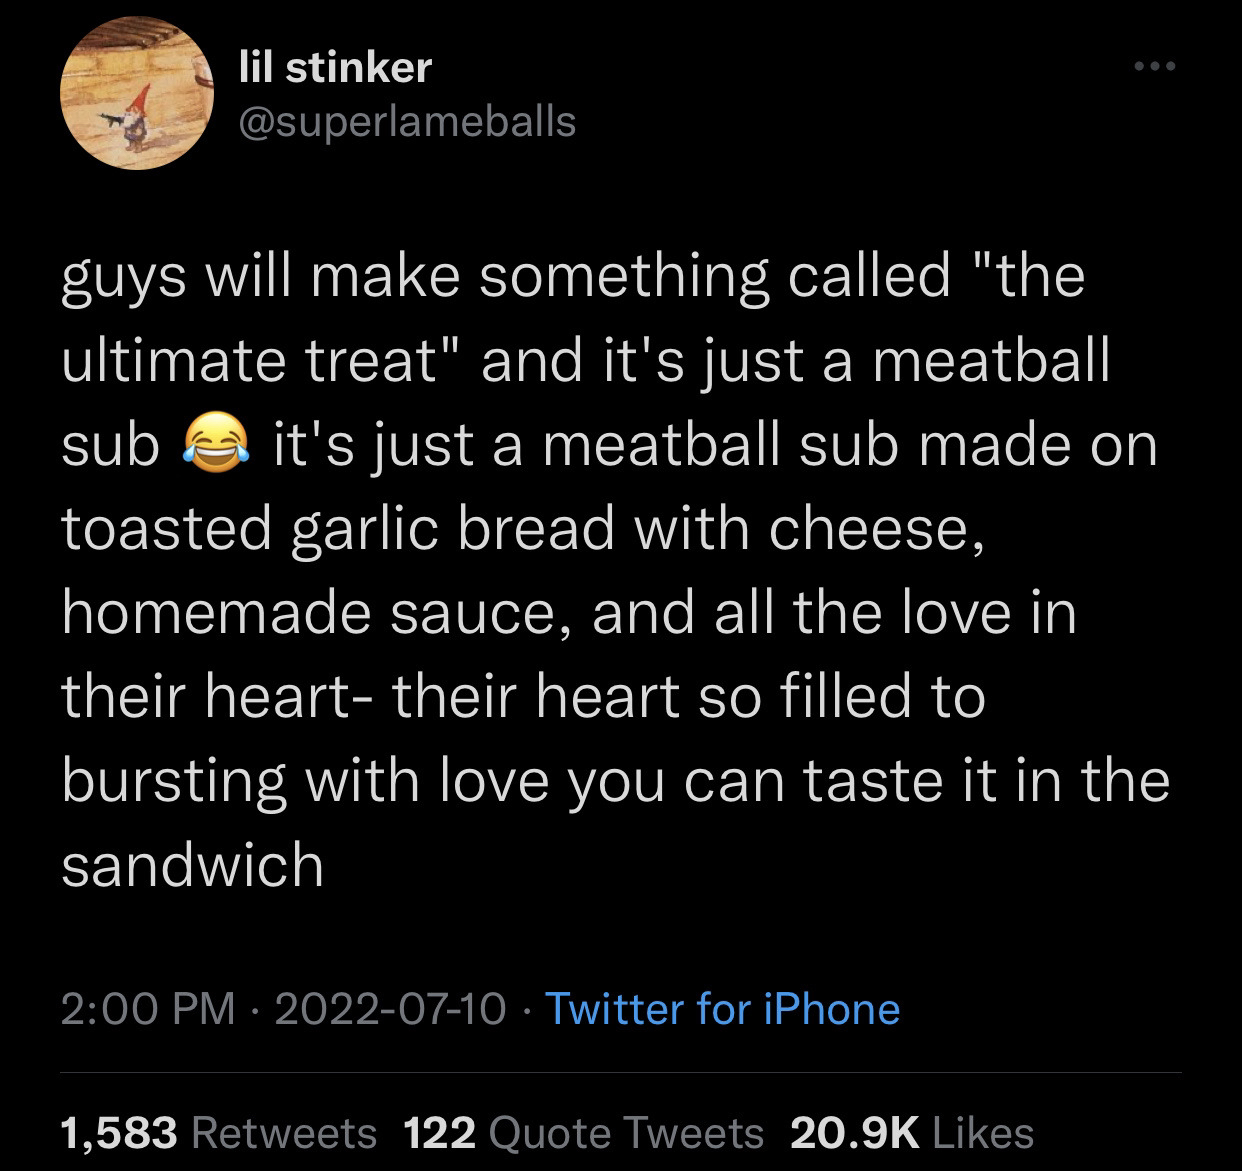 lil stinker
@superlameballs
guys will make something called "the
ultimate treat" and it's just a meatball
sub 😂 it's just a meatball sub made on
toasted garlic bread with cheese,
homemade sauce, and all the love in
their heart- their heart so filled to
bursting with love you can taste it in the
sandwich
2:00 PM · 2022-07-10 · Twitter for iPhone
1,583 Retweets 122 Quote Tweets 20.9K Likes